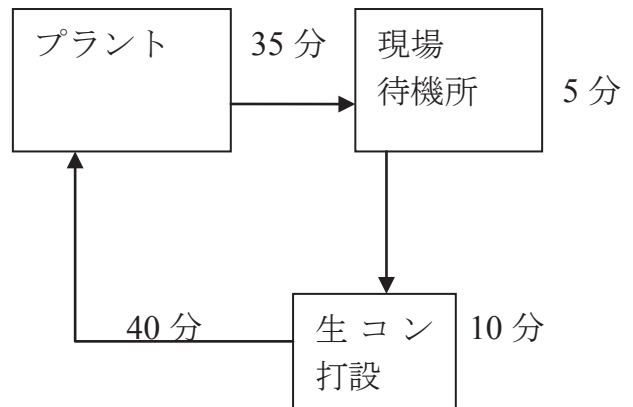 プラント
35 分
現場
待機所
5 分
40 分
生 コ ン
打設
10 分